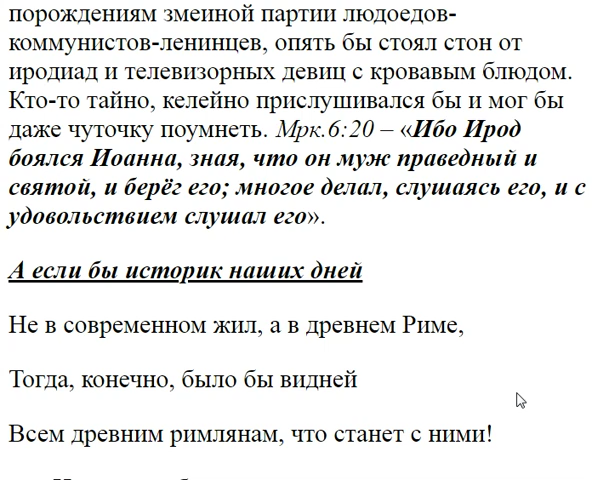 порождениям змеиной партии людоедов-
коммунистов-ленинцев, опять бы стоял стон от
иродиад и телевизорных девиц с кровавым блюдом.
Кто-то тайно, келейно прислушивался бы и мог бы
даже чуточку поумнеть. Мрк.6:20 – «Ибо Ирод
боялся Иоанна, зная, что он муж праведный и
святой, и берёг его; многое делал, слушаясь его, и с
удовольствием слушал его».
А если бы историк наших дней
Не в современном жил, а в древнем Риме,
Тогда, конечно, было бы видней
Всем древним римлянам, что станет с ними!